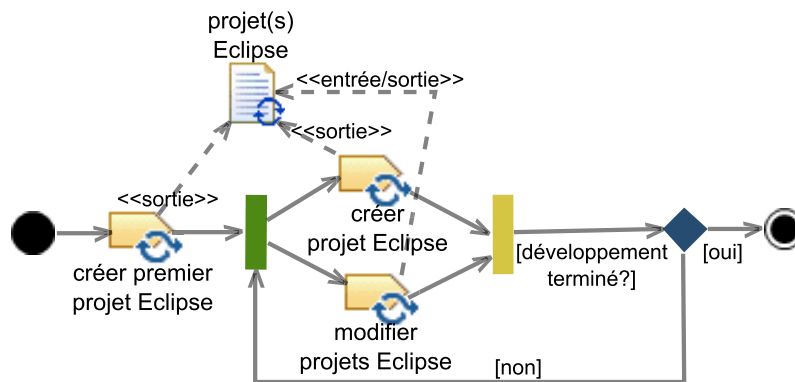 projet(s)
Eclipse
<<entrée/sortie>>
<<sortie>>
<<sortie>>
créer
projet Eclipse
créer premier
projet Eclipse
[développement
terminé?]
[oui]
modifier
projets Eclipse
[non]